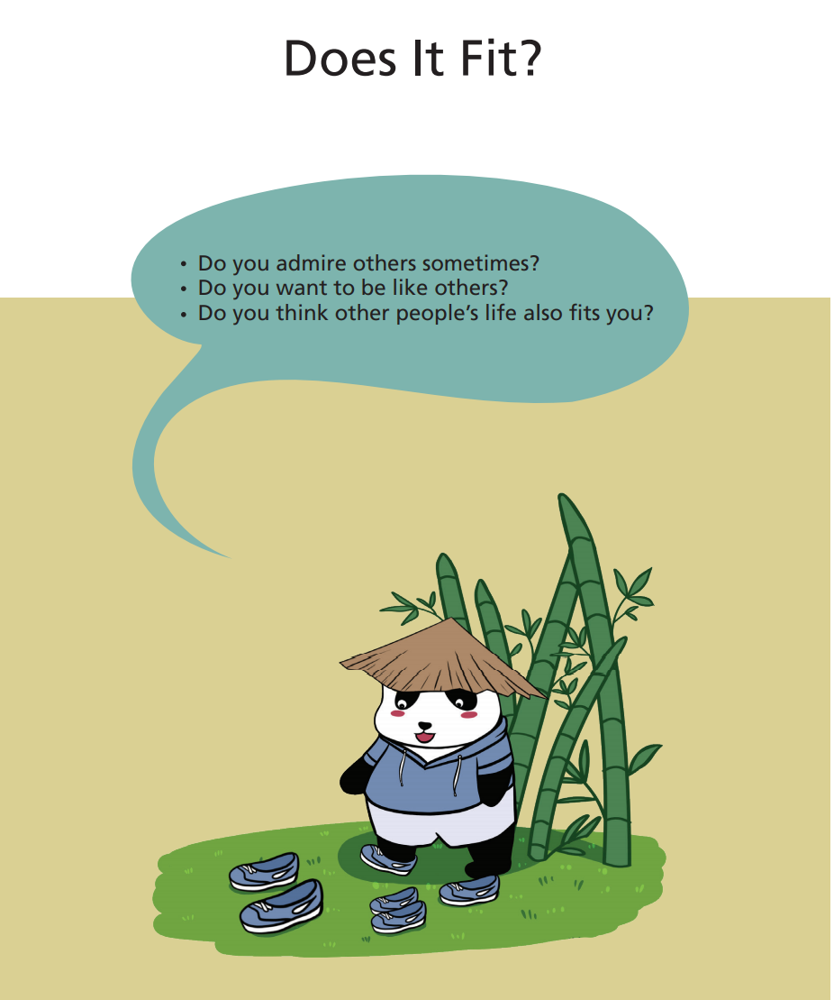 Does It Fit?
• Do you admire others sometimes?
• Do you want to be like others?
• Do you think other people’s life also fits you?